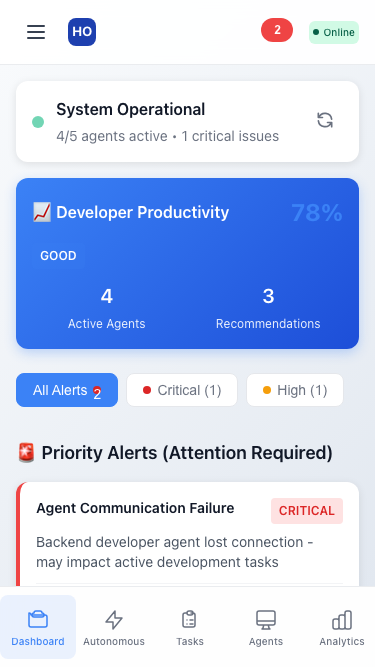 HO
2
Online
System Operational
4/5 agents active • 1 critical issues
📈 Developer Productivity
78%
GOOD
4
3
Active Agents
Recommendations
All Alerts 2
Critical (1)
High (1)
🚨 Priority Alerts (Attention Required)
Agent Communication Failure
CRITICAL
Backend developer agent lost connection -
may impact active development tasks
Dashboard
Autonomous
Tasks
Agents
Analytics